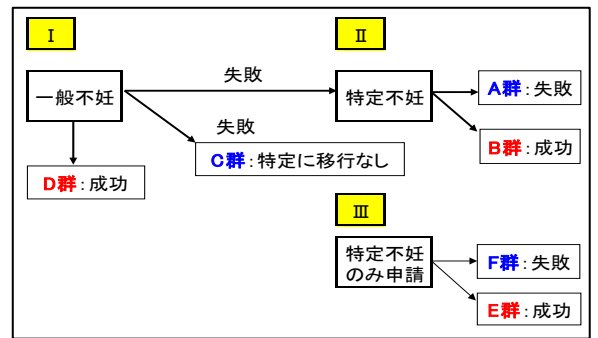 Ⅰ
Ⅱ
失敗
一般不妊
特定不妊
A群：失敗
失敗
B群：成功
C群：特定に移行なし
D群：成功
Ⅲ
特定不妊
のみ申請
F群：失敗
E群：成功